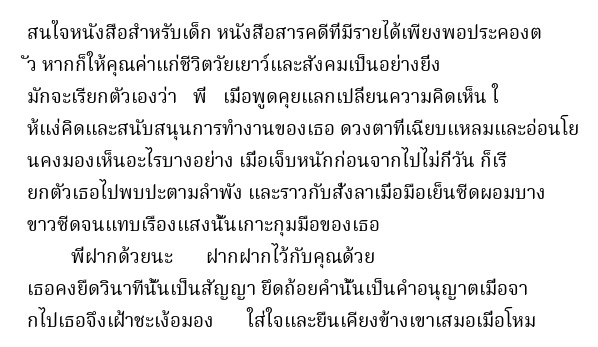 สนใจหนังสือสำหรับเด็ก หนังสือสารคดีที่มีรายได้เพียงพอประคองต
ัว หากก็ให้คุณค่าแก่ชีวิตวัยเยาว์และสังคมเป็นอย่างยิ่ง
มักจะเรียกตัวเองว่า   พี่   เมื่อพูดคุยแลกเปลี่ยนความคิดเห็น ใ
ห้แง่คิดและสนับสนุนการทำงานของเธอ ดวงตาที่เฉียบแหลมและอ่อนโย
นคงมองเห็นอะไรบางอย่าง เมื่อเจ็บหนักก่อนจากไปไม่กี่วัน ก็เรี
ยกตัวเธอไปพบปะตามลำพัง และราวกับสั่งลาเมื่อมือเย็นซีดผอมบาง
ขาวซีดจนแทบเรืองแสงนั้นเกาะกุมมือของเธอ
พี่ฝากด้วยนะ      ฝากฝากไว้กับคุณด้วย
เธอคงยึดวินาทีนั้นเป็นสัญญา ยึดถ้อยคำนั้นเป็นคำอนุญาตเมื่อจา
กไปเธอจึงเฝ้าชะเง้อมอง      ใส่ใจและยืนเคียงข้างเขาเสมอเมื่อโหม